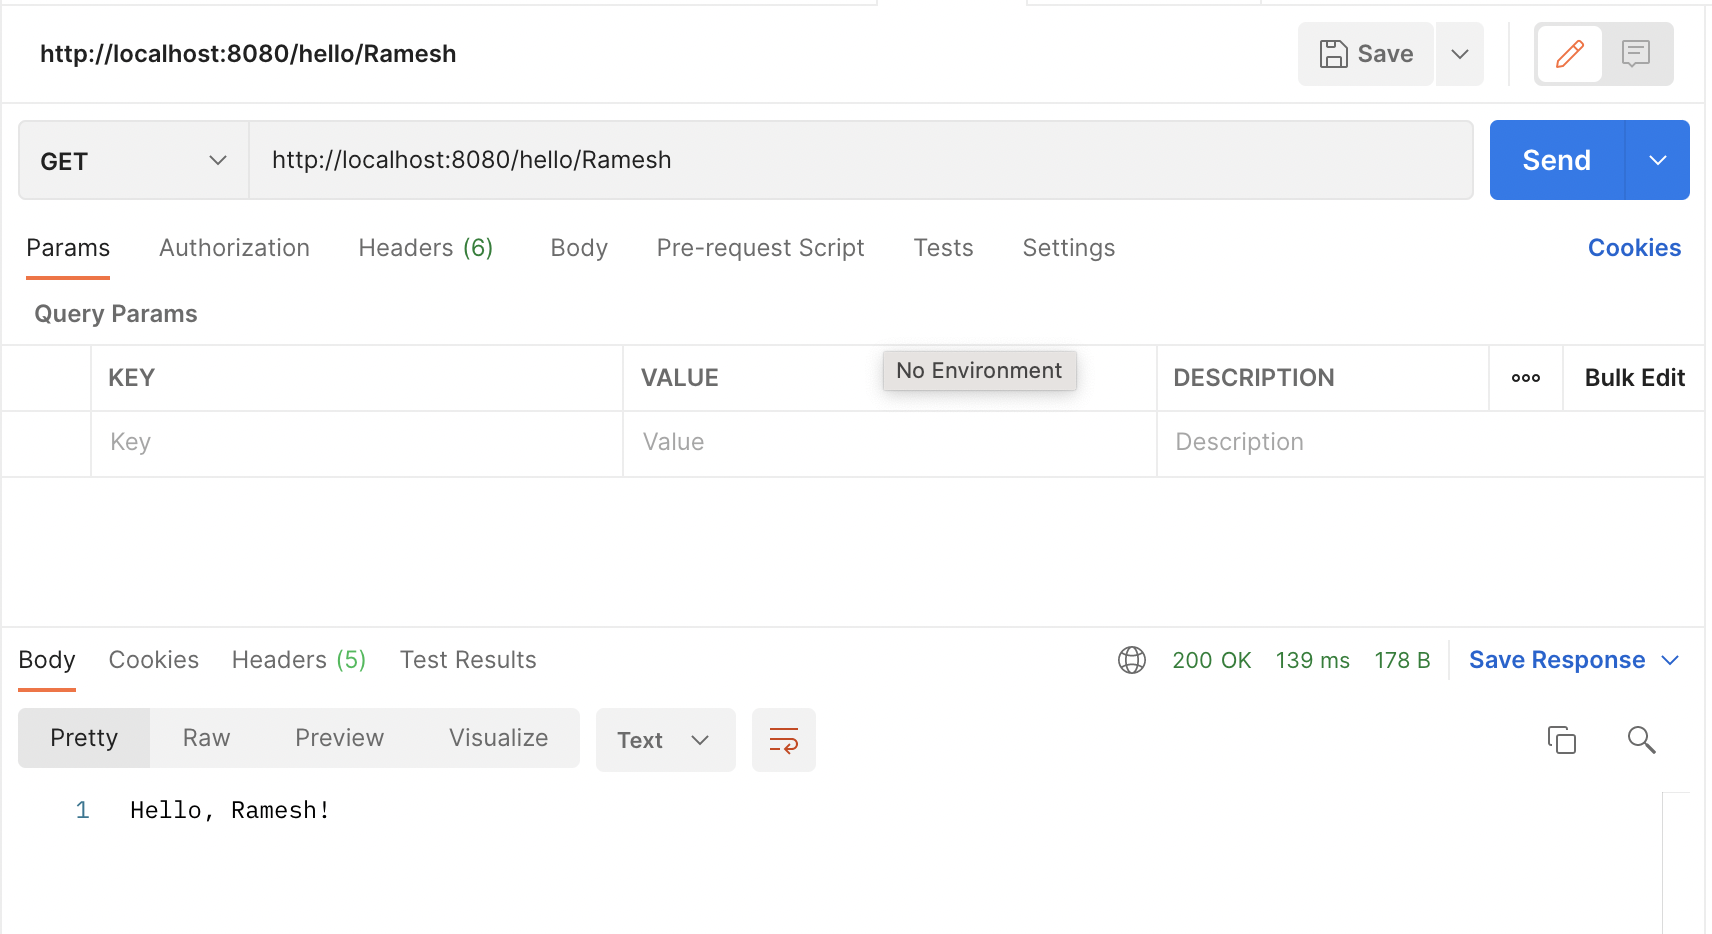 http://localhost:8080/hello/Ramesh Save
GET http://localhost:8080/hello/Ramesh Send
Params Authorization Headers (6) Body Pre-request Script Tests Settings Cookies
Query Params
KEY VALUE No Environment DESCRIPTION Bulk Edit
Key Value Description
Body Cookies Headers (5) Test Results 200 OK 139 ms 178 B Save Response
Pretty Raw Preview Visualize Text
1 Hello, Ramesh!